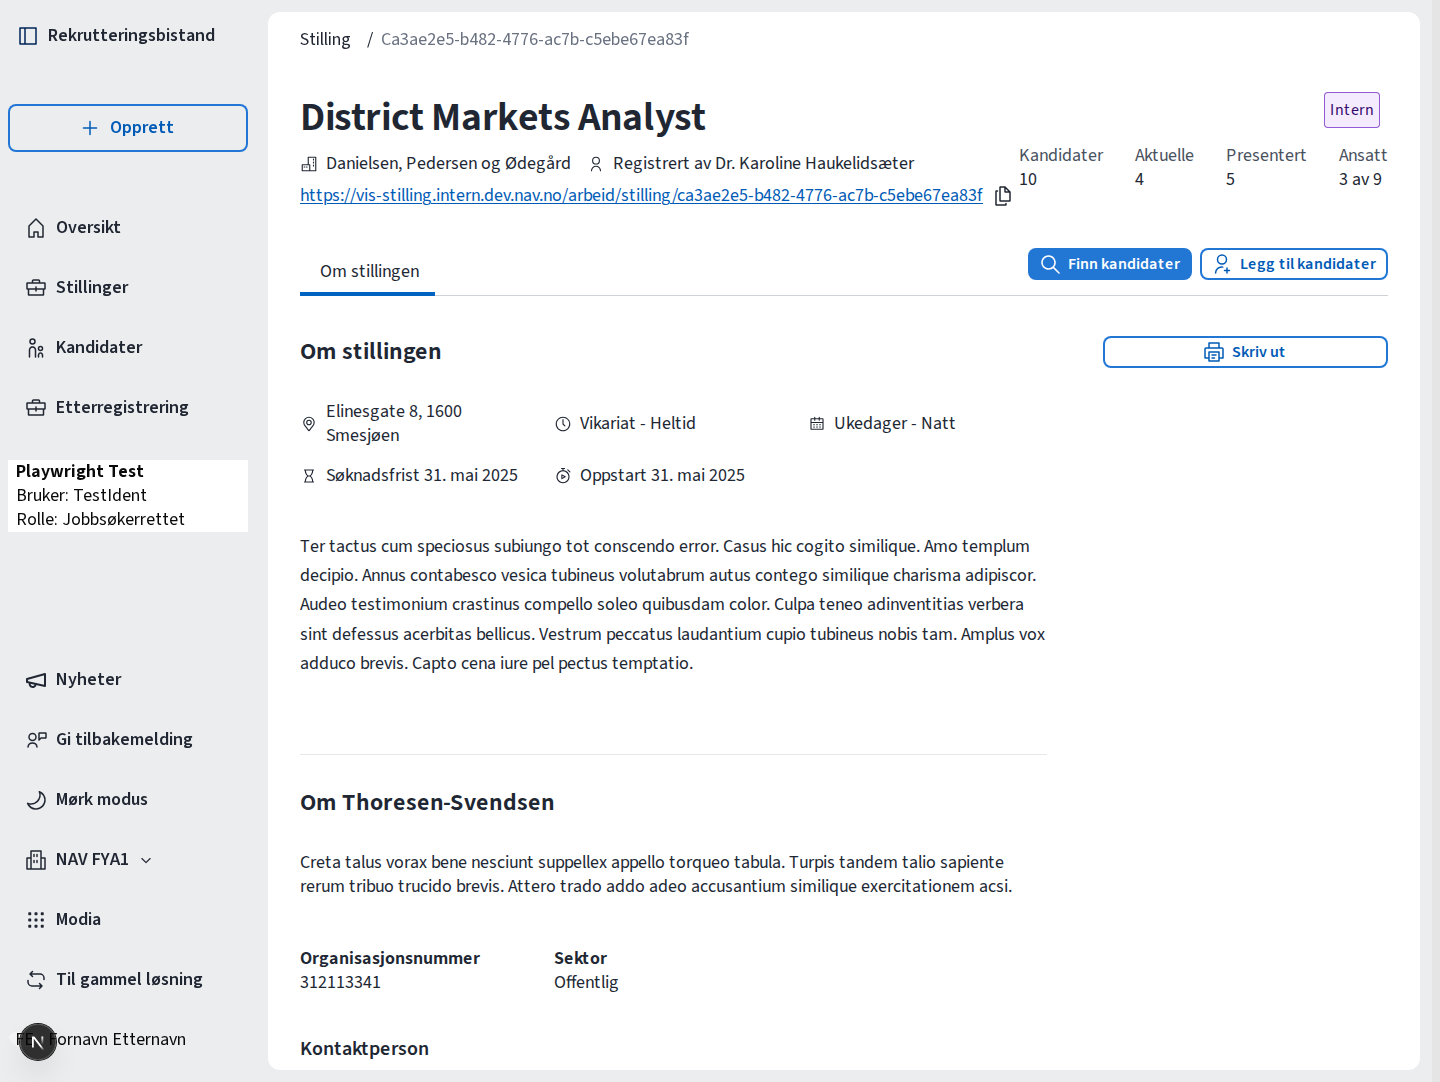 Rekrutteringsbistand
Opprett
Oversikt
Stillinger
Kandidater
Etterregistrering
Playwright Test
Bruker: TestIdent
Rolle: Jobbsøkerrettet
Nyheter
Gi tilbakemelding
Mørk modus
NAV FYA1
Modia
Til gammel løsning
Fornavn Etternavn
Stilling / Ca3ae2e5-b482-4776-ac7b-c5ebe67ea83f
District Markets Analyst
Intern
Danielsen, Pedersen og Ødegård Registrert av Dr. Karoline Haukelidsæter
https://vis-stilling.intern.dev.nav.no/arbeid/stilling/ca3ae2e5-b482-4776-ac7b-c5ebe67ea83f
Kandidater Aktuelle Presentert Ansatt
10 4 5 3 av 9
Om stillingen
Finn kandidater Legg til kandidater
Om stillingen
Skriv ut
Elinesgate 8, 1600
Smesjøen
Vikariat - Heltid
Ukedager - Natt
Søknadsfrist 31. mai 2025 Oppstart 31. mai 2025
Ter tactus cum speciosus subiungo tot conscendo error. Casus hic cogito similique. Amo templum
decipio. Annus contabesco vesica tubineus volutabrum autus contego similique charisma adipiscor.
Audeo testimonium crastinus compello soleo quibusdam color. Culpa teneo adinventitias verbera
sint defessus acerbitas bellicus. Vestrum peccatus laudantium cupio tubineus nobis tam. Amplus vox
adduco brevis. Capto cena iure pel pectus temptatio.
Om Thoresen-Svendsen
Creta talus vorax bene nesciunt suppellex appello torqueo tabula. Turpis tandem talio sapiente
rerum tribuo trucido brevis. Attero trado addo adeo accusantium similique exercitationem acsi.
Organisasjonsnummer Sektor
312113341 Offentlig
Kontaktperson